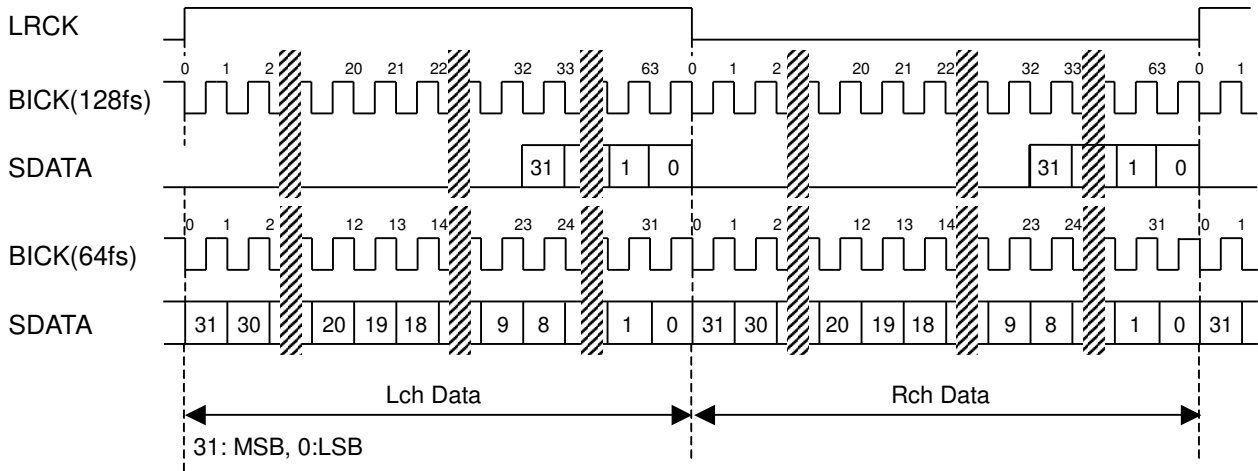 LRCK
0 1 2 20 21 22 32 33 63 0 1 2 20 21 22 32 33 63 0 1
BICK(128fs)
SDATA 31 1 0 31 1 0
0 1 2 12 13 14 23 24 31 0 1 2 12 13 14 23 24 31 0 1
BICK(64fs)
SDATA 31 30 20 19 18 9 8 1 0 31 30 20 19 18 9 8 1 0 31
Lch Data Rch Data
31: MSB, 0:LSB